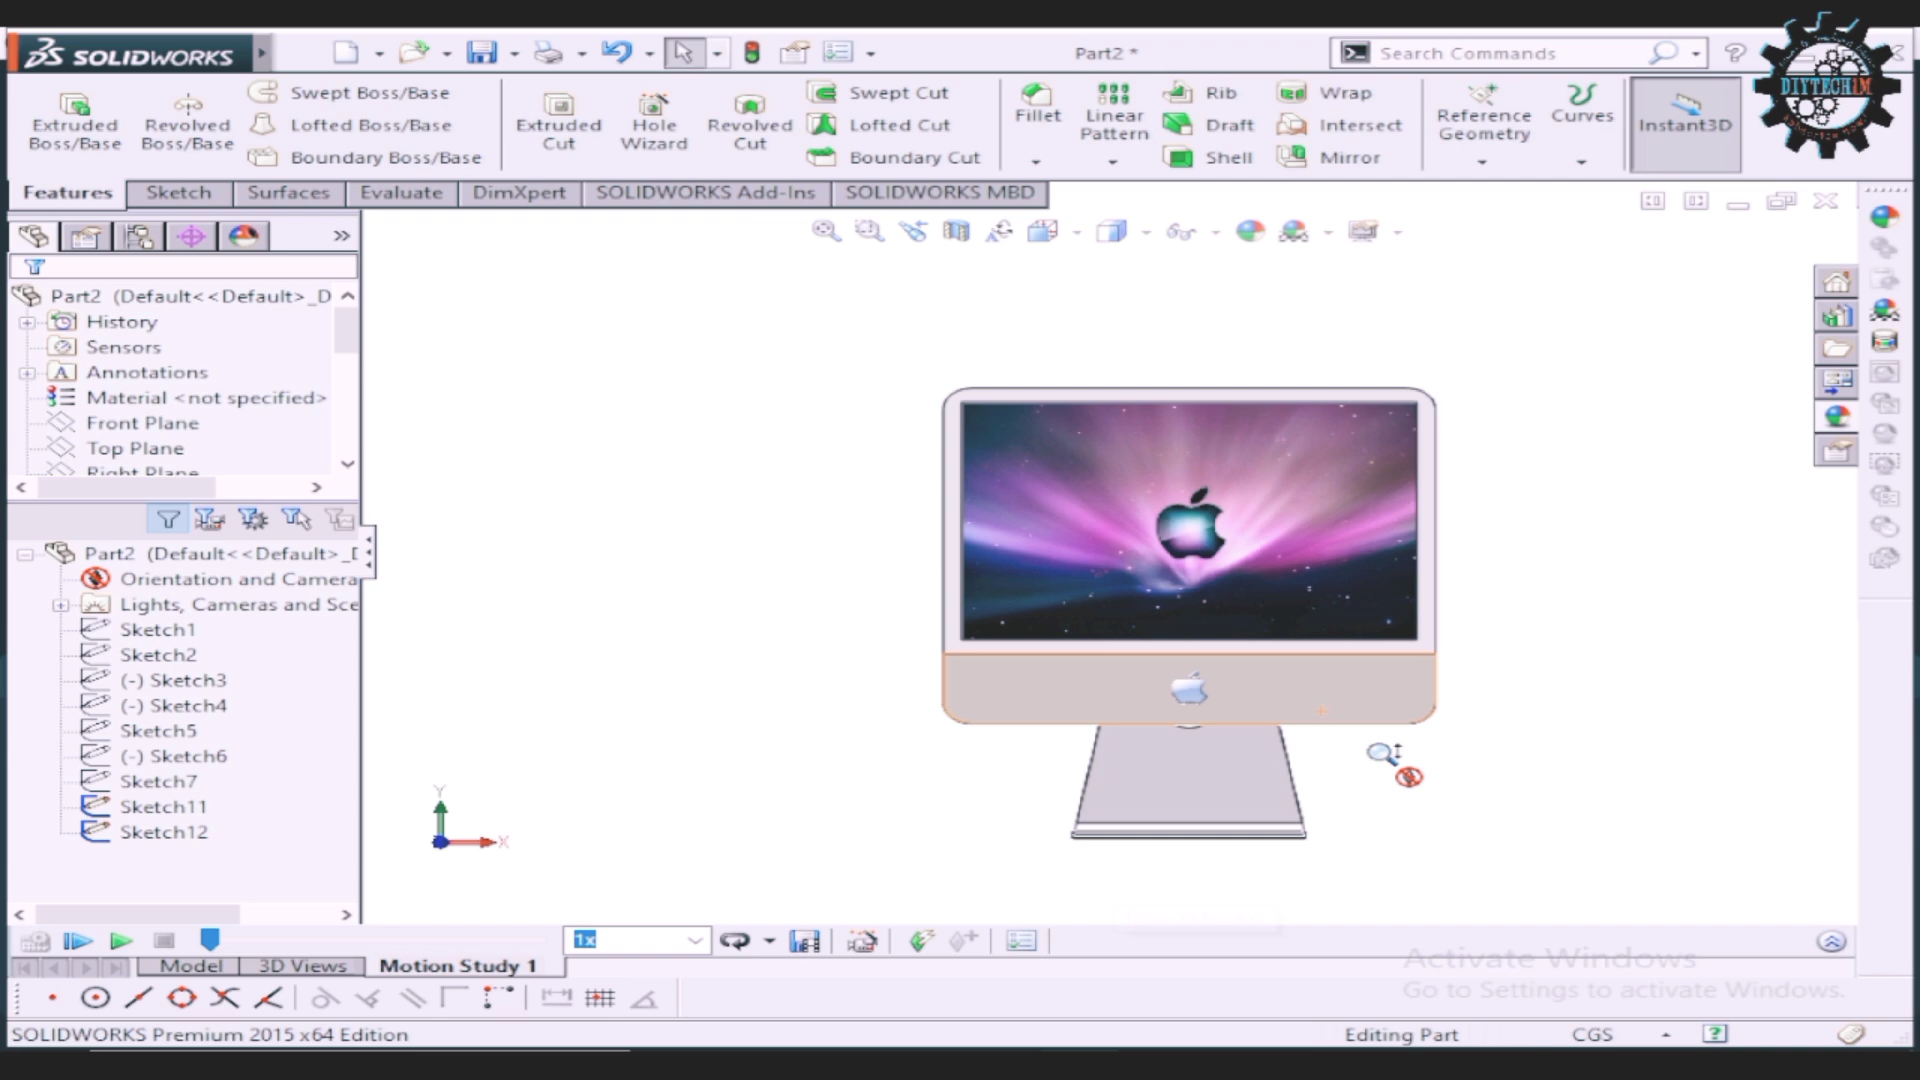 SOLIDWORKS
Part2 *
Search Commands
DIYTECH1M
Extruded Boss/Base
Revolved Boss/Base
Swept Boss/Base
Lofted Boss/Base
Boundary Boss/Base
Extruded Cut
Hole Wizard
Revolved Cut
Swept Cut
Lofted Cut
Boundary Cut
Fillet
Linear Pattern
Rib
Draft
Shell
Wrap
Intersect
Mirror
Reference Geometry
Curves
Instant3D
Features
Sketch
Surfaces
Evaluate
DimXpert
SOLIDWORKS Add-Ins
SOLIDWORKS MBD
Part2 (Default<<Default>_D
History
Sensors
Annotations
Material <not specified>
Front Plane
Top Plane
Right Plane
Part2 (Default<<Default>_D
Orientation and Camera
Lights, Cameras and Sce
Sketch1
Sketch2
(-) Sketch3
(-) Sketch4
Sketch5
(-) Sketch6
Sketch7
Sketch11
Sketch12
Y
X
1x
Model
3D Views
Motion Study 1
Activate Windows
Go to Settings to activate Windows.
SOLIDWORKS Premium 2015 x64 Edition
Editing Part
CGS